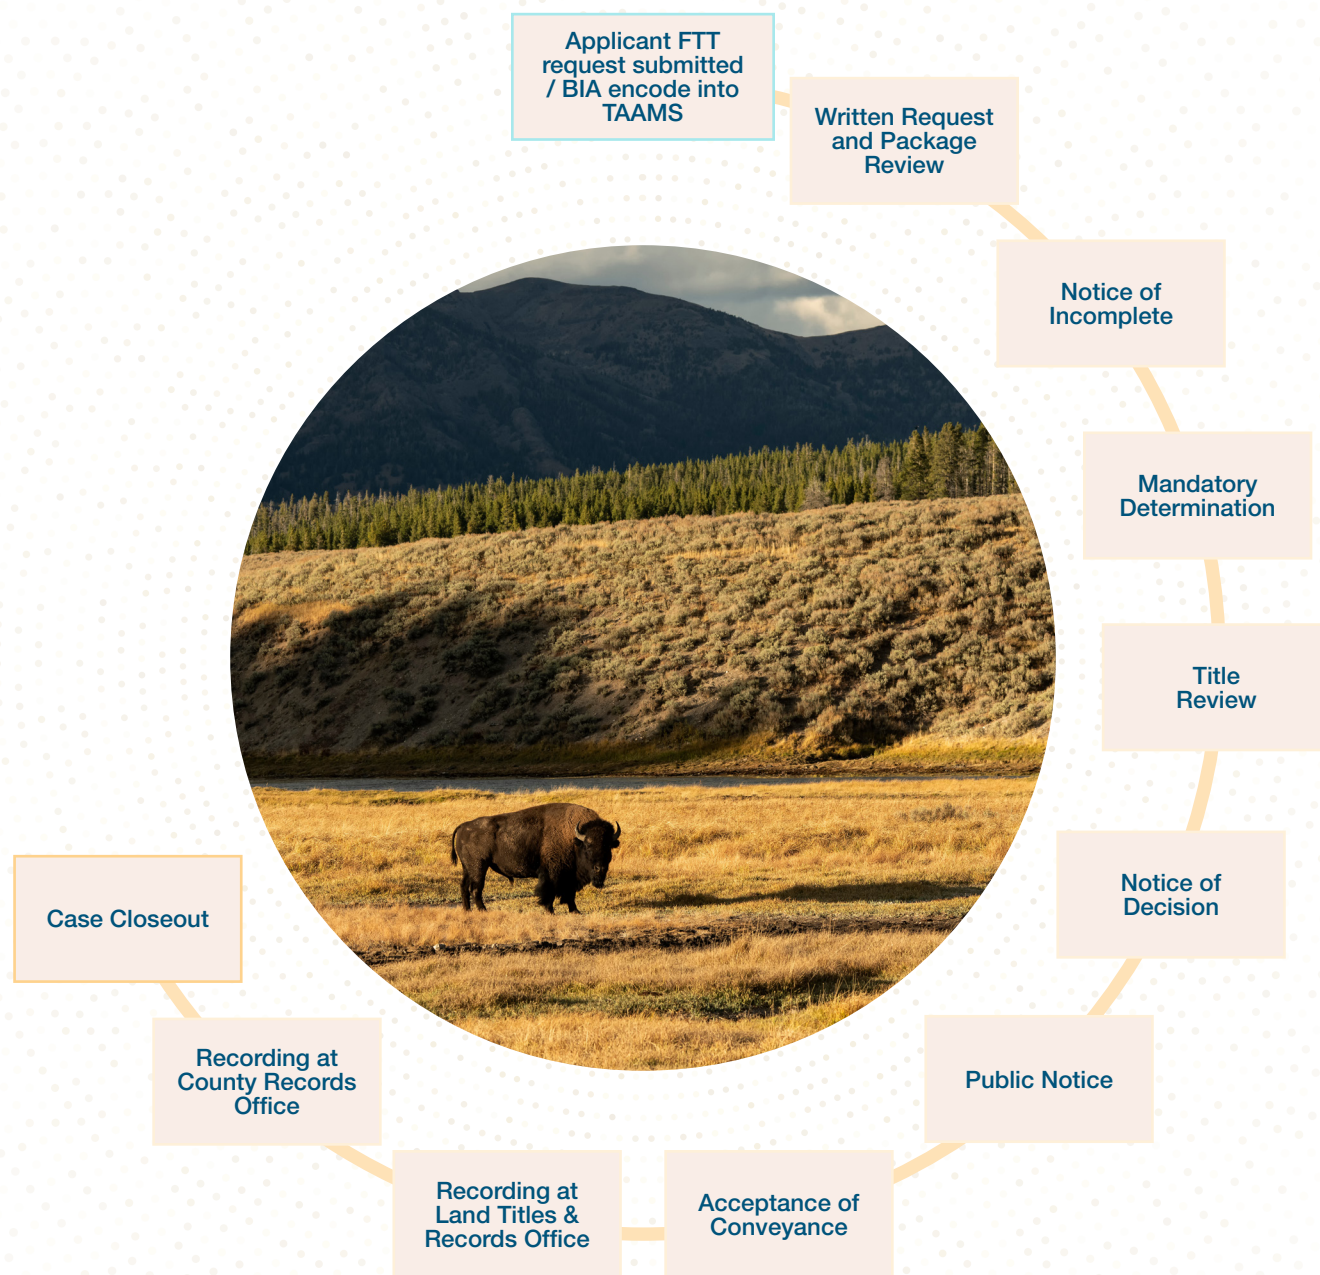 Applicant FTT
request submitted
/ BIA encode into
TAAMS
Written Request
and Package
Review
Notice of
Incomplete
Mandatory
Determination
Title
Review
Notice of
Decision
Public Notice
Acceptance of
Conveyance
Recording at
Land Titles &
Records Office
Recording at
County Records
Office
Case Closeout